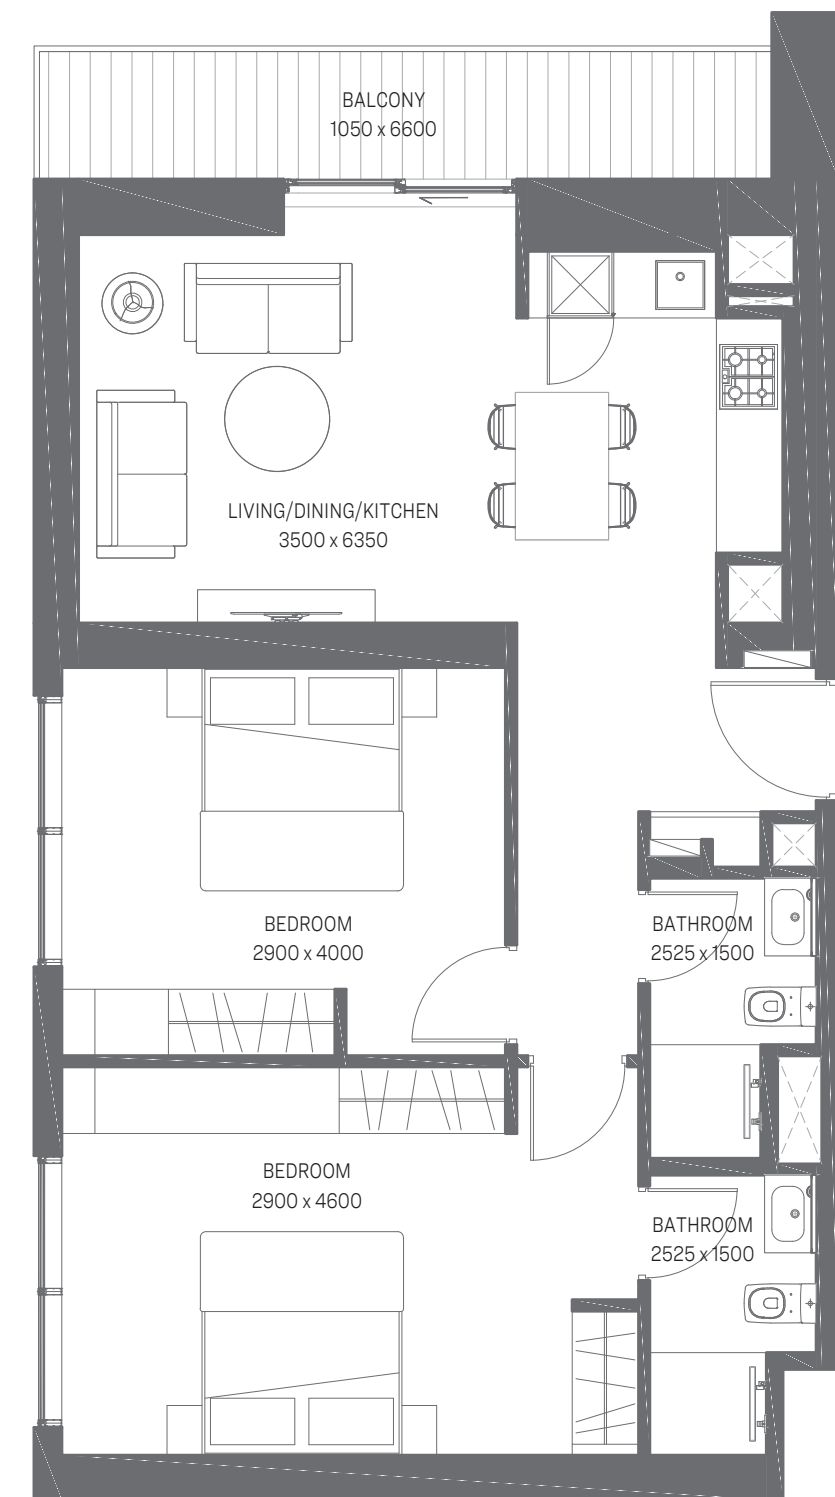 BALCONY
1050 x 6600
LIVING/DINING/KITCHEN
3500 x 6350
BEDROOM
2900 x 4000
BATHROOM
2525 x 1500
BEDROOM
2900 x 4600
BATHROOM
2525 x 1500